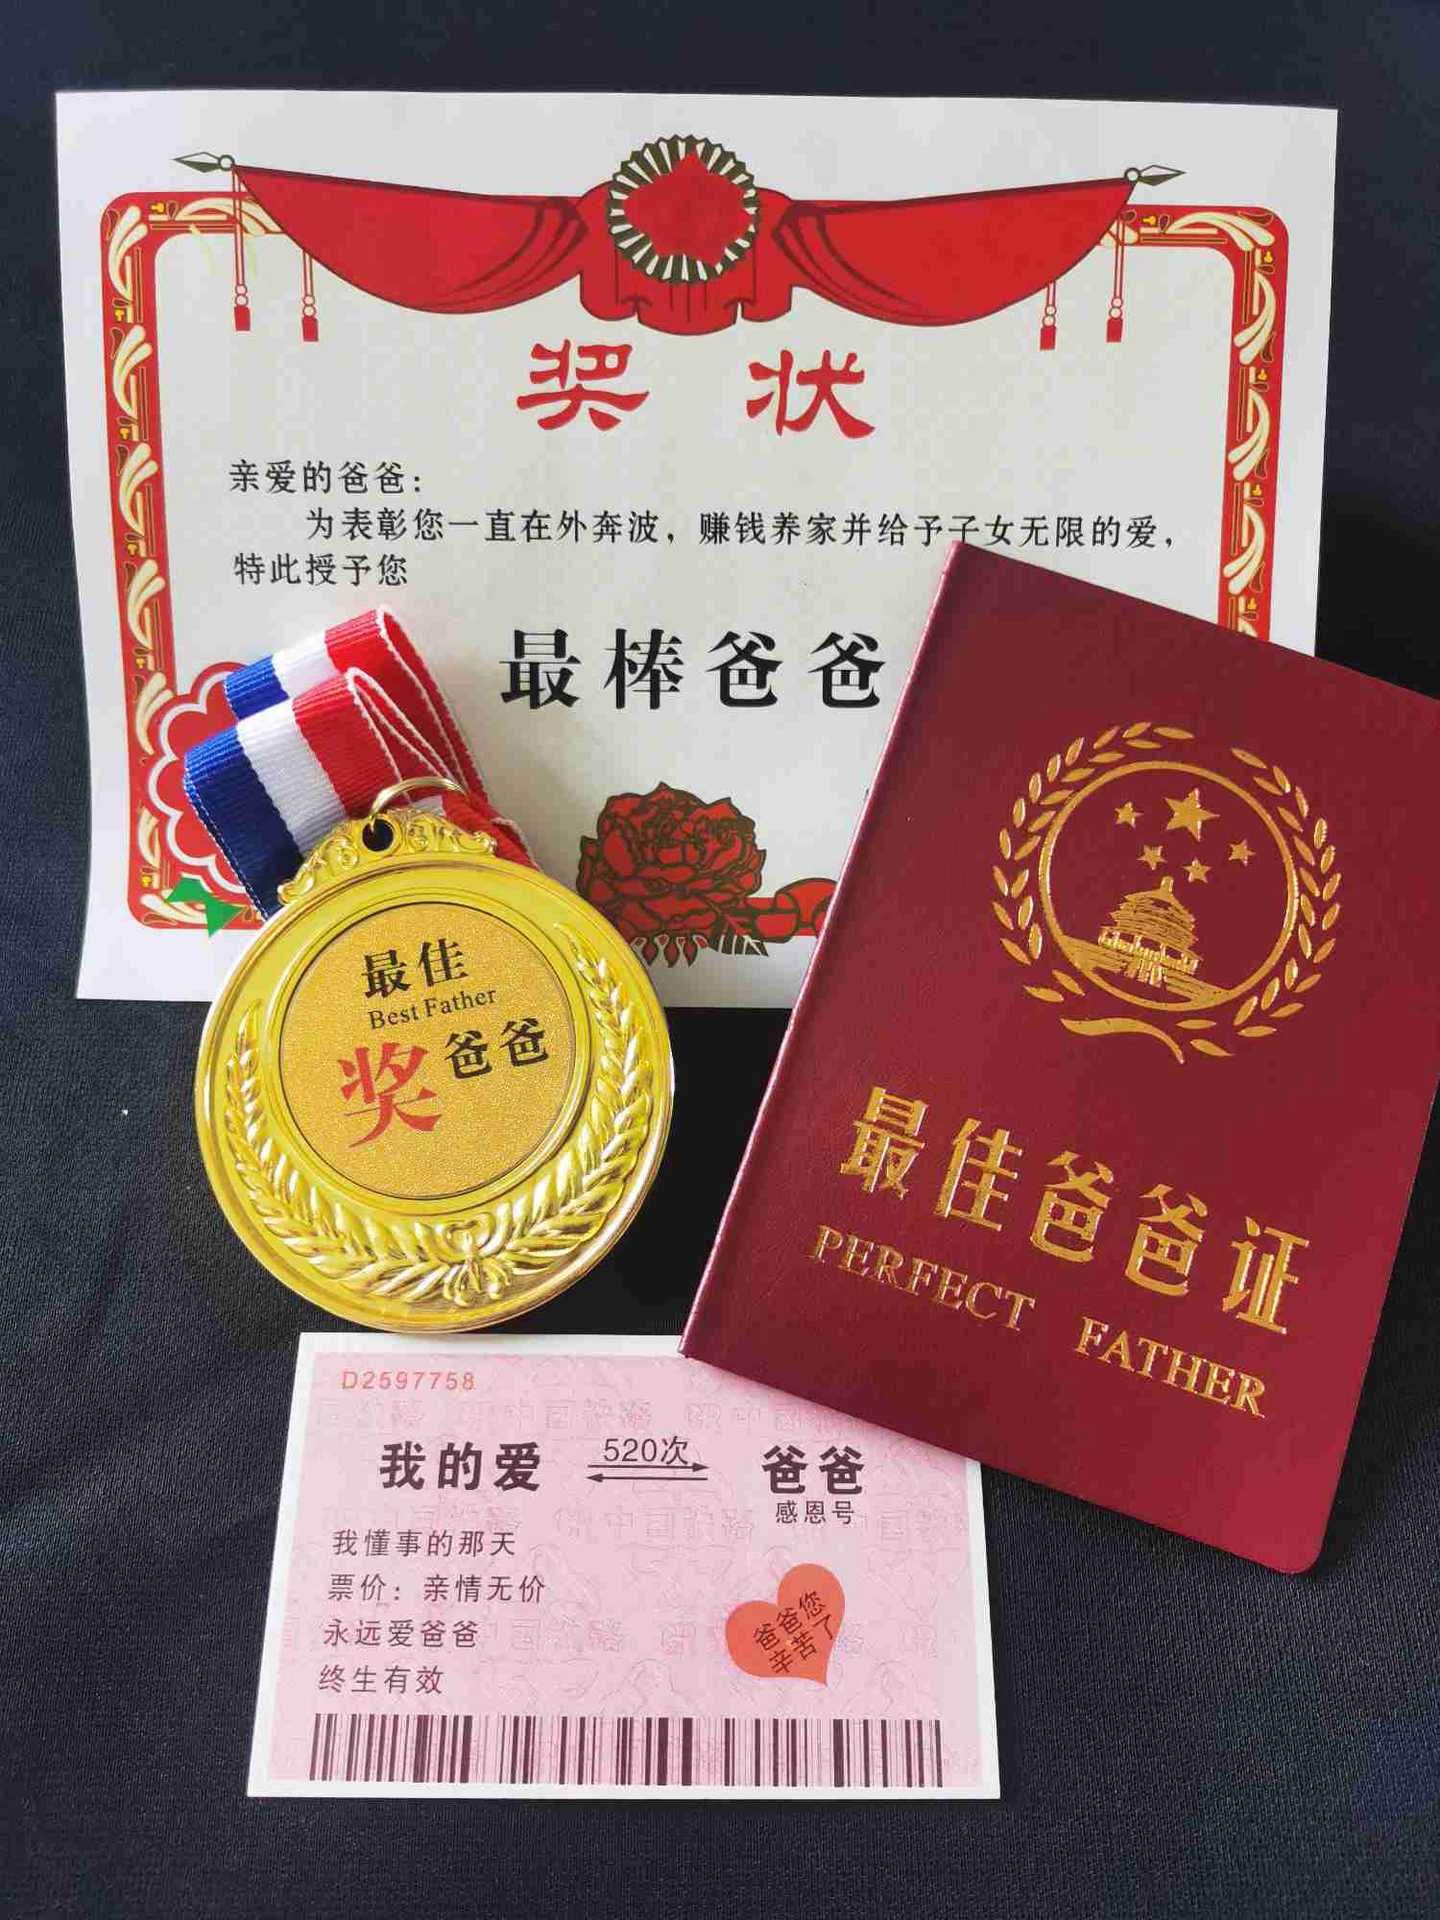 奖状
亲爱的爸爸：
为表彰您一直在外奔波，赚钱养家并给予子女无限的爱，
特此授予您
最棒爸爸
最佳
Best Father
奖爸爸
最佳爸爸证
PERFECT FATHER
D2597758
我的爱 520次 爸爸
感恩号
我懂事的那天
票价：亲情无价
永远爱爸爸
终生有效
爸爸您
辛苦了